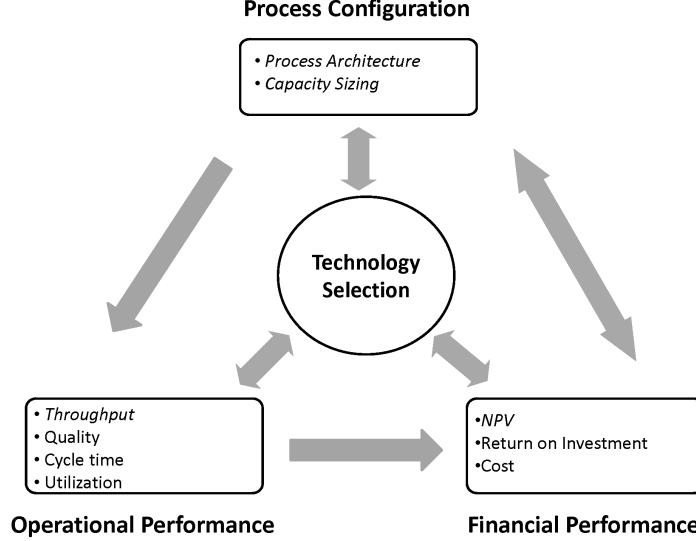 Process Configuration
• Process Architecture
• Capacity Sizing
Technology
Selection
• Throughput
• Quality
• Cycle time
• Utilization
•NPV
•Return on Investment
•Cost
Operational Performance
Financial Performance